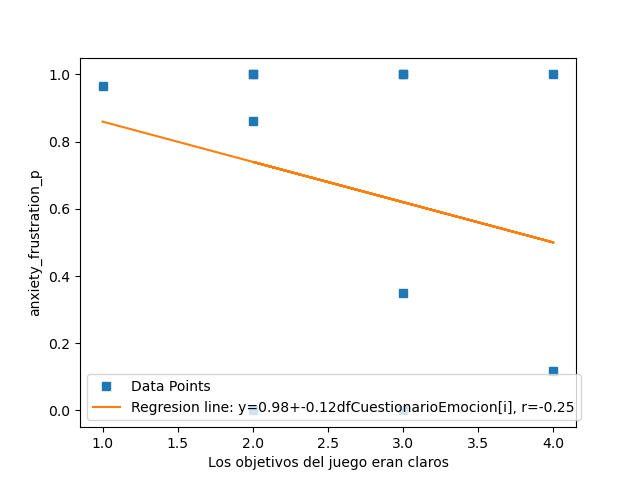 1.0
0.8
0.6
0.4
0.2
0.0
anxiety_frustration_p
Data Points
Regresion line: y=0.98+-0.12dfCuestionarioEmocion[i], r=-0.25
1.0 1.5 2.0 2.5 3.0 3.5 4.0
Los objetivos del juego eran claros